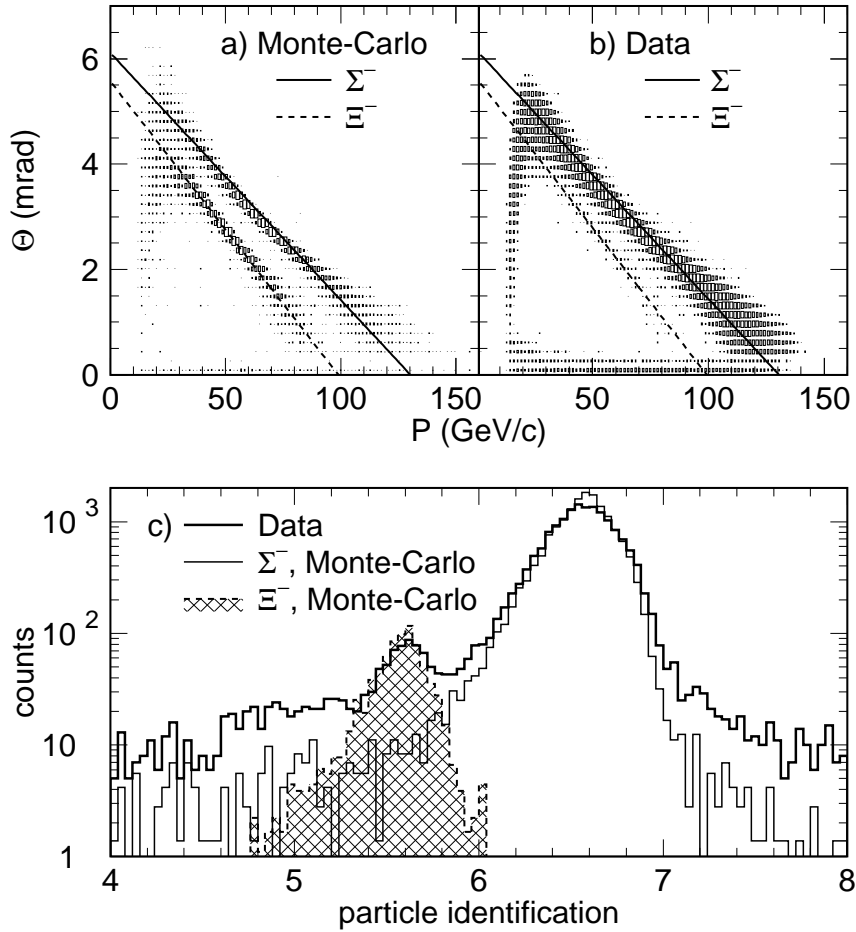 a) Monte-Carlo
Σ⁻
Ξ⁻
b) Data
Σ⁻
Ξ⁻
Θ (mrad)
6
4
2
0
0 50 100 150
50 100 150
P (GeV/c)
c)
Data
Σ⁻, Monte-Carlo
Ξ⁻, Monte-Carlo
counts
10³
10²
10
1
4 5 6 7 8
particle identification